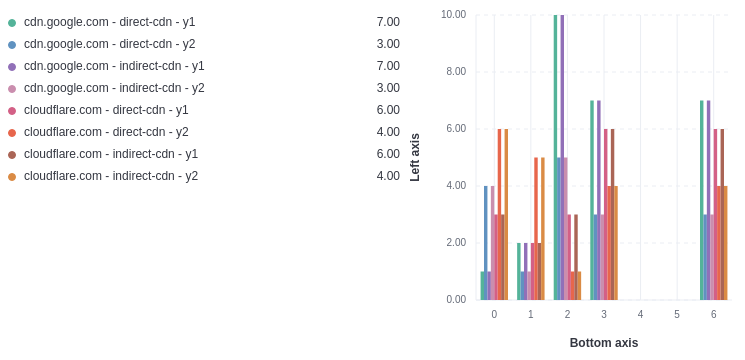 cdn.google.com - direct-cdn - y1 7.00
cdn.google.com - direct-cdn - y2 3.00
cdn.google.com - indirect-cdn - y1 7.00
cdn.google.com - indirect-cdn - y2 3.00
cloudflare.com - direct-cdn - y1 6.00
cloudflare.com - direct-cdn - y2 4.00
cloudflare.com - indirect-cdn - y1 6.00
cloudflare.com - indirect-cdn - y2 4.00
Left axis
10.00
8.00
6.00
4.00
2.00
0.00
0 1 2 3 4 5 6
Bottom axis